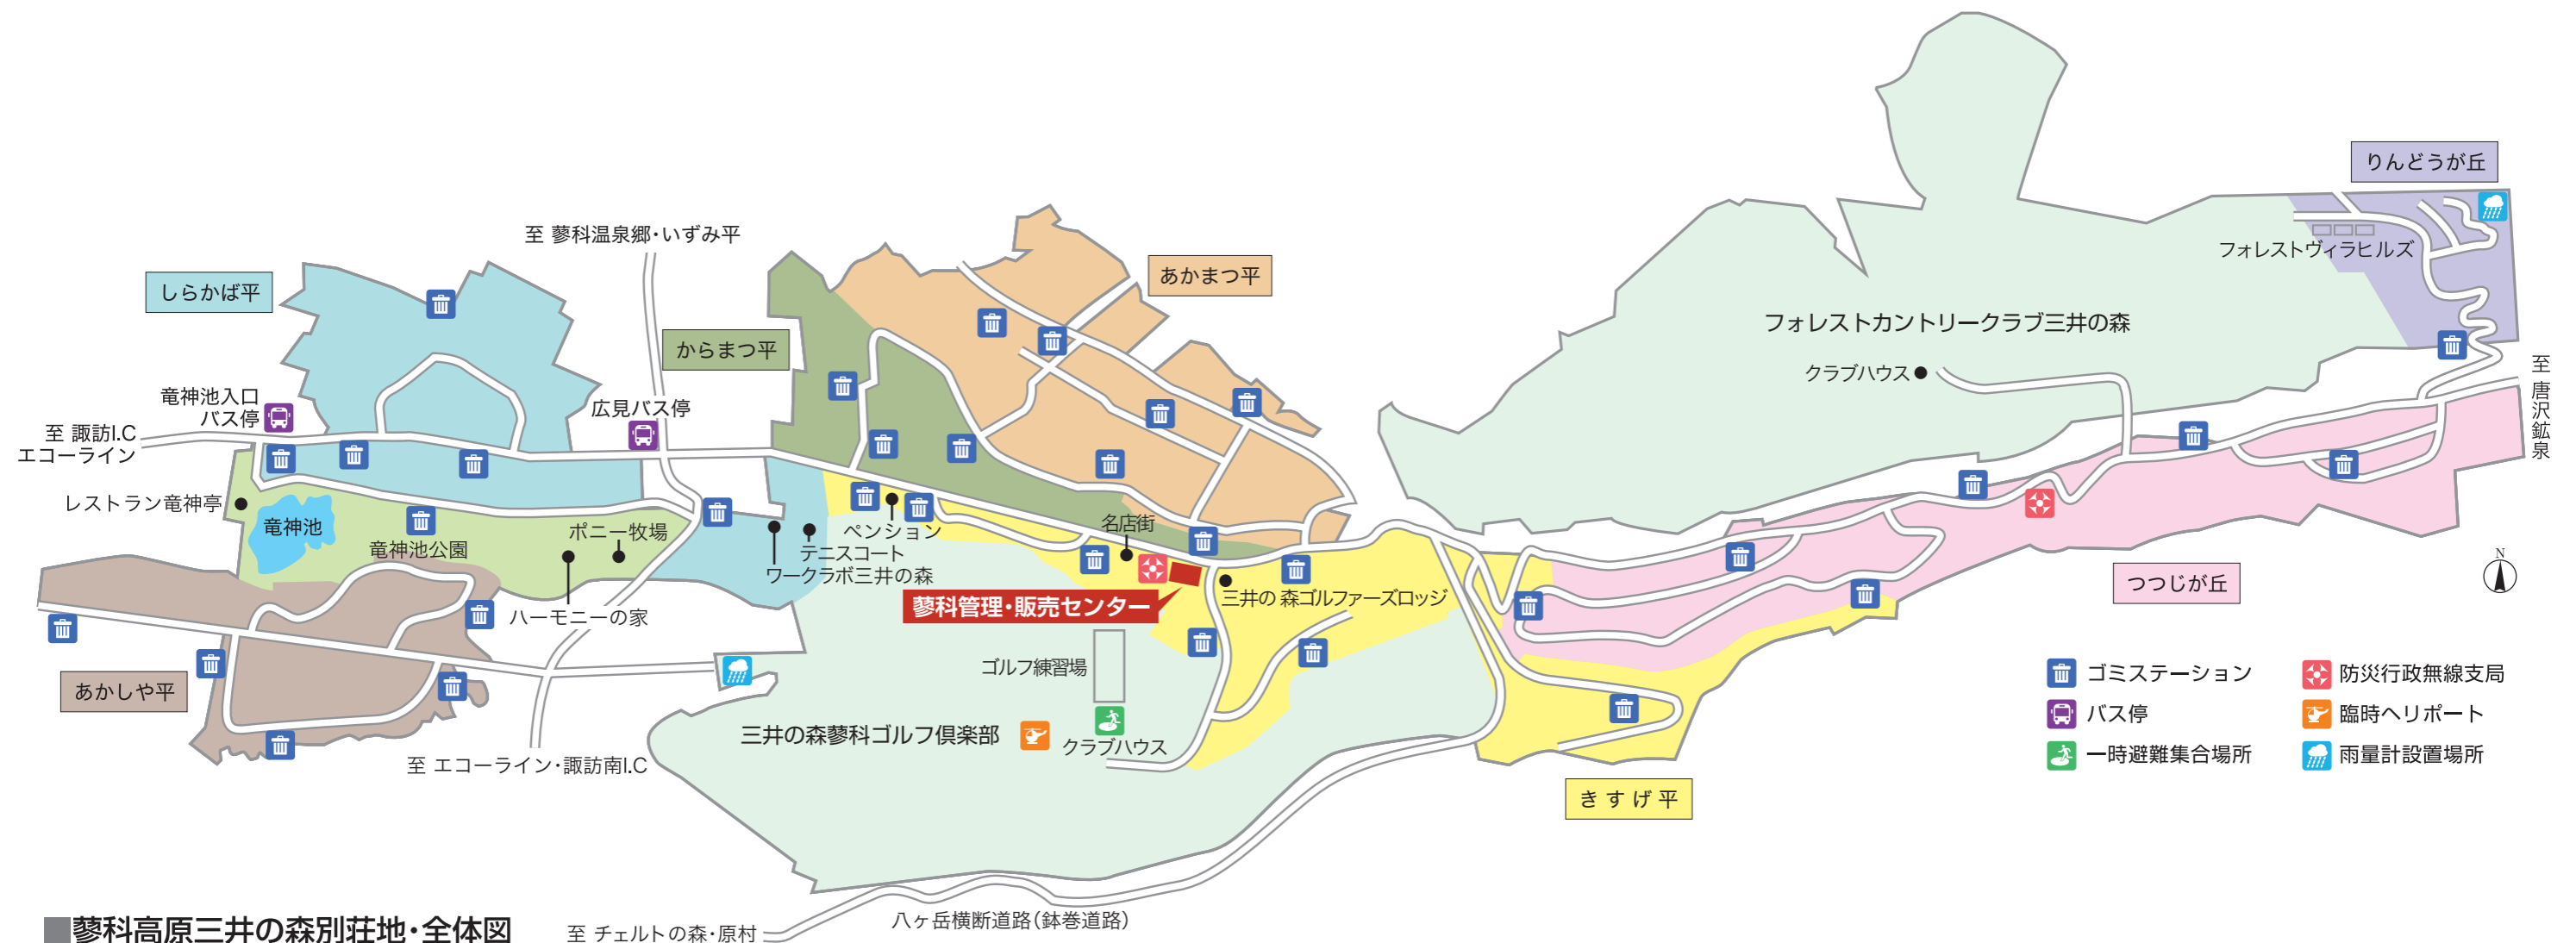 りんどうが丘
フォレストヴィラヒルズ
至 蓼科温泉郷・いずみ平
しらかば平
あかまつ平
からまつ平
フォレストカントリークラブ三井の森
クラブハウス
至 唐沢鉱泉
竜神池入口
バス停
広見バス停
至 諏訪I.C
エコーライン
レストラン竜神亭
竜神池
竜神池公園
ポニー牧場
ハーモニーの家
ペンション
テニスコート
ワークラボ三井の森
名店街
蓼科管理・販売センター
三井の森ゴルファーズロッジ
つつじが丘
N
あかしや平
ゴルフ練習場
三井の森蓼科ゴルフ倶楽部
クラブハウス
至 エコーライン・諏訪南I.C
きすげ平
ゴミステーション
バス停
一時避難集合場所
防災行政無線支局
臨時ヘリポート
雨量計設置場所
八ヶ岳横断道路(鉢巻道路)
至 チェルトの森・原村
■蓼科高原三井の森別荘地・全体図